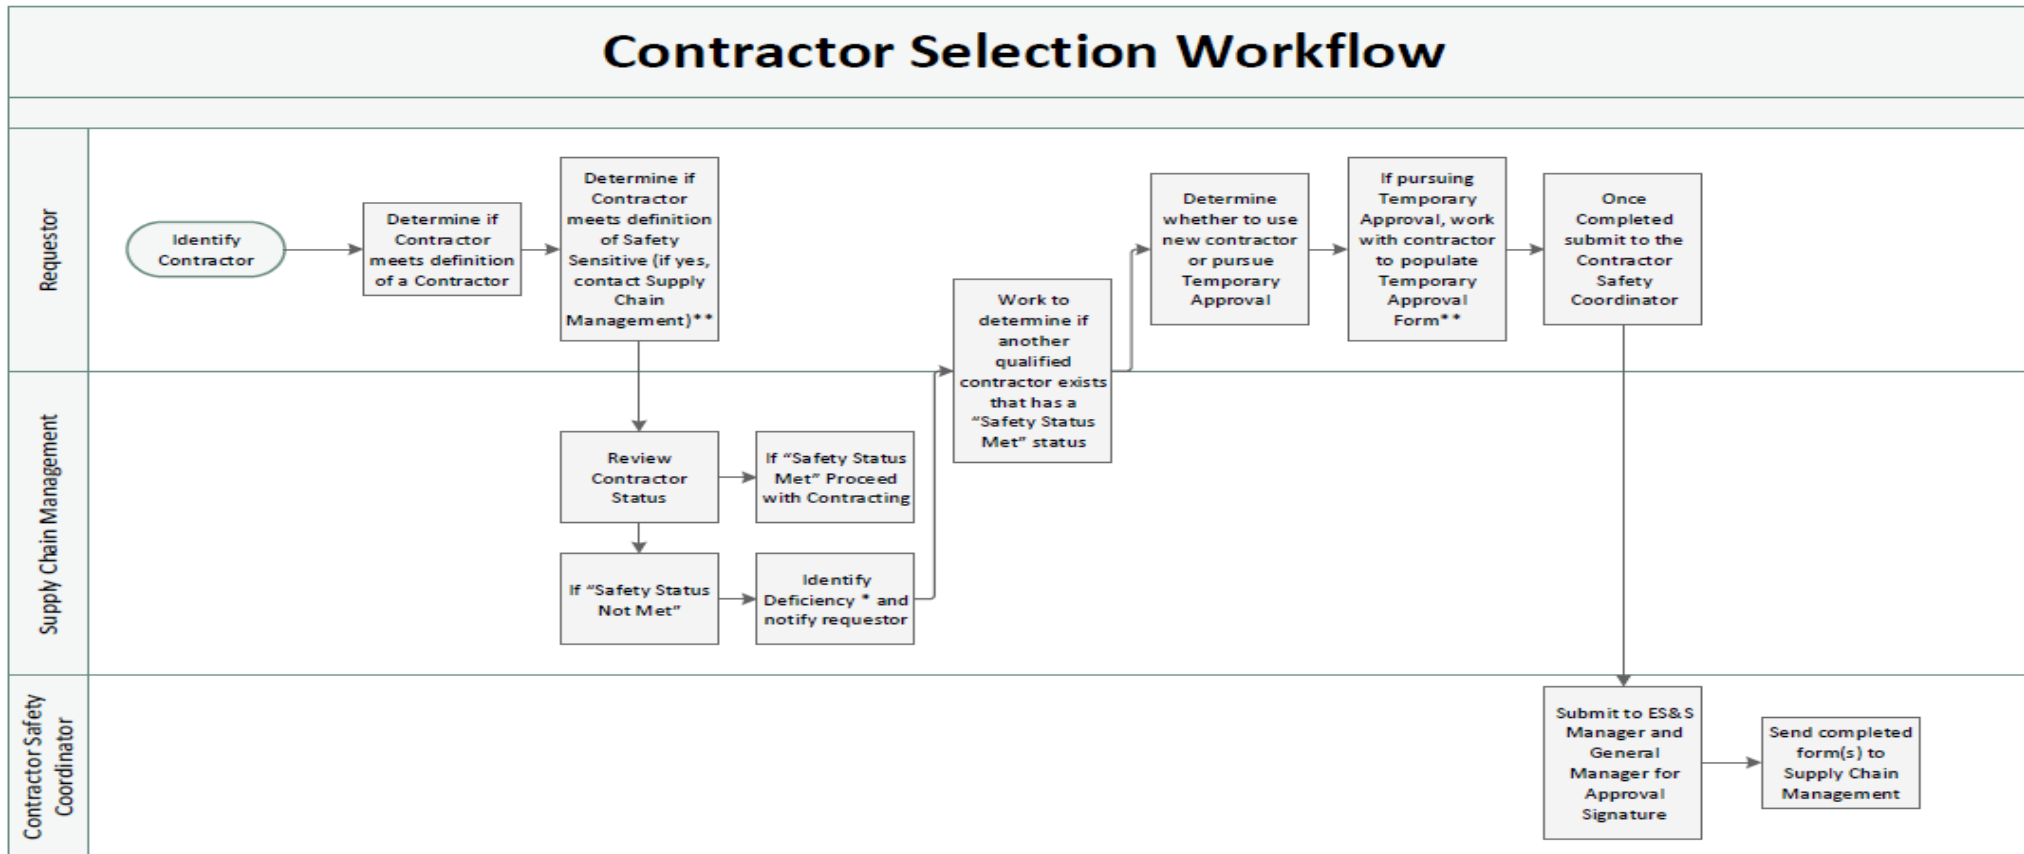 Contractor Selection Workflow
Requestor
Identify
Contractor
Determine if
Contractor
meets definition
of a Contractor
Determine if
Contractor
meets definition
of Safety
Sensitive (if yes,
contact Supply
Chain
Management)**
Work to
determine if
another
qualified
contractor exists
that has a
“Safety Status
Met” status
Determine
whether to use
new contractor
or pursue
Temporary
Approval
If pursuing
Temporary
Approval, work
with contractor
to populate
Temporary
Approval
Form**
Once
Completed
submit to the
Contractor
Safety
Coordinator
Supply Chain Management
Review
Contractor
Status
If “Safety Status
Met” Proceed
with Contracting
If “Safety Status
Not Met”
Identify
Deficiency * and
notify requestor
Contractor Safety
Coordinator
Submit to ES&S
Manager and
General
Manager for
Approval
Signature
Send completed
form(s) to
Supply Chain
Management